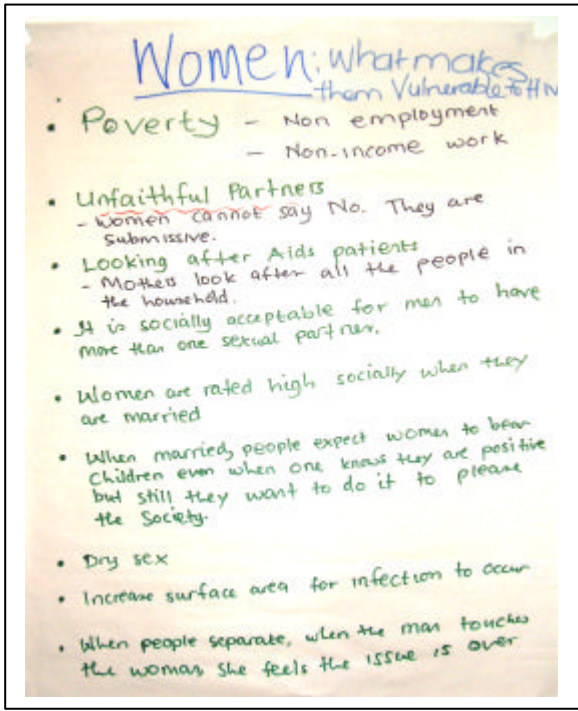 Women: what makes
them Vulnerable to HIV
• Poverty - Non employment
- Non-income work
• Unfaithful Partners
- Women cannot say No. They are
submissive.
• Looking after Aids patients
- Mothers look after all the people in
the household.
• It is socially acceptable for men to have
more than one sexual partner.
• Women are rated high socially when they
are married
• When married, people expect women to bear
children even when one knows they are positive
but still they want to do it to please
the Society.
• Dry sex
• Increase surface area for infection to occur
• When people separate, when the man touches
the woman, she feels the issue is over